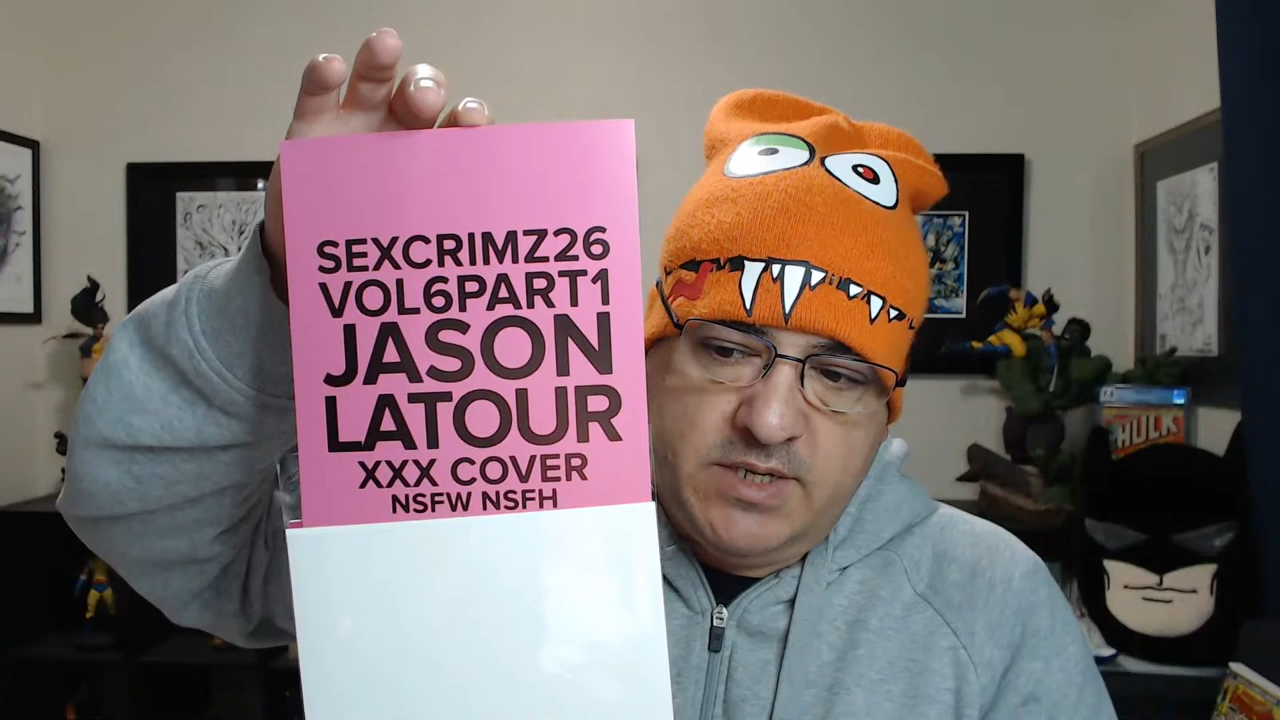 SEXCRIMZ26
VOL6PART1
JASON
LATOUR
XXX COVER
NSFW NSFH
HULK